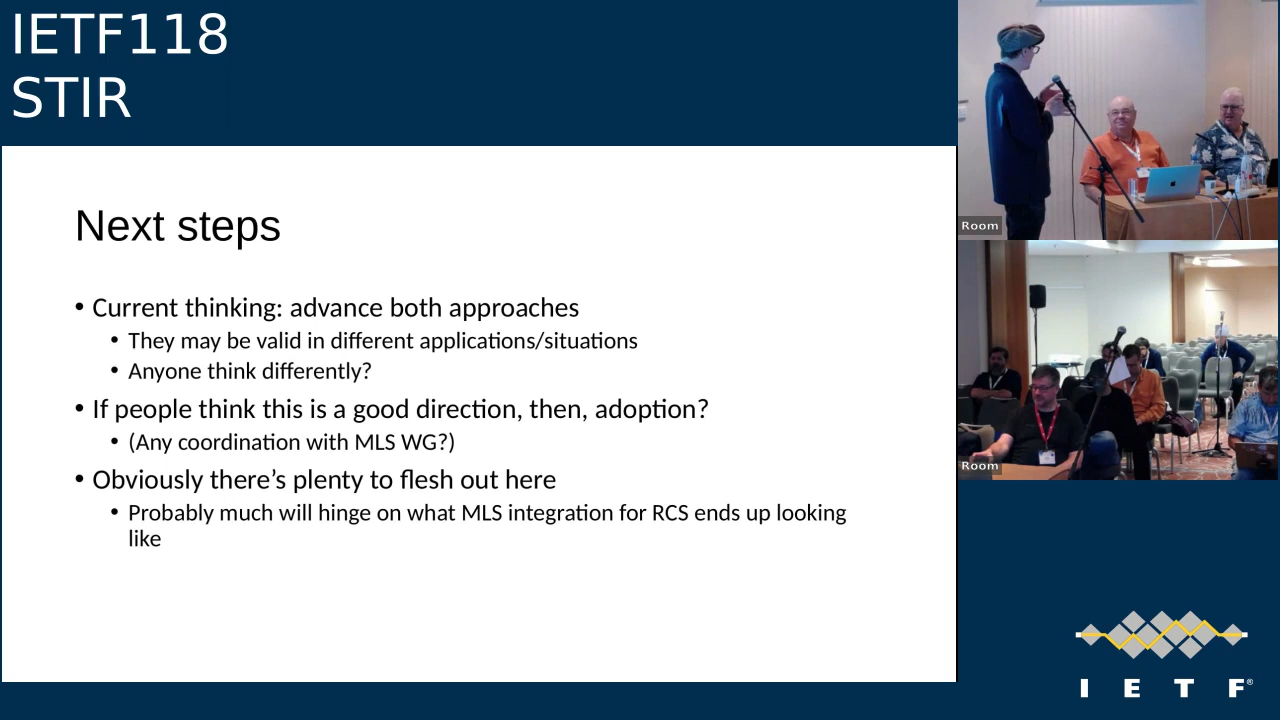 IETF118
STIR
Next steps
• Current thinking: advance both approaches
• They may be valid in different applications/situations
• Anyone think differently?
• If people think this is a good direction, then, adoption?
• (Any coordination with MLS WG?)
• Obviously there’s plenty to flesh out here
• Probably much will hinge on what MLS integration for RCS ends up looking
like
Room
Room
I E T F®